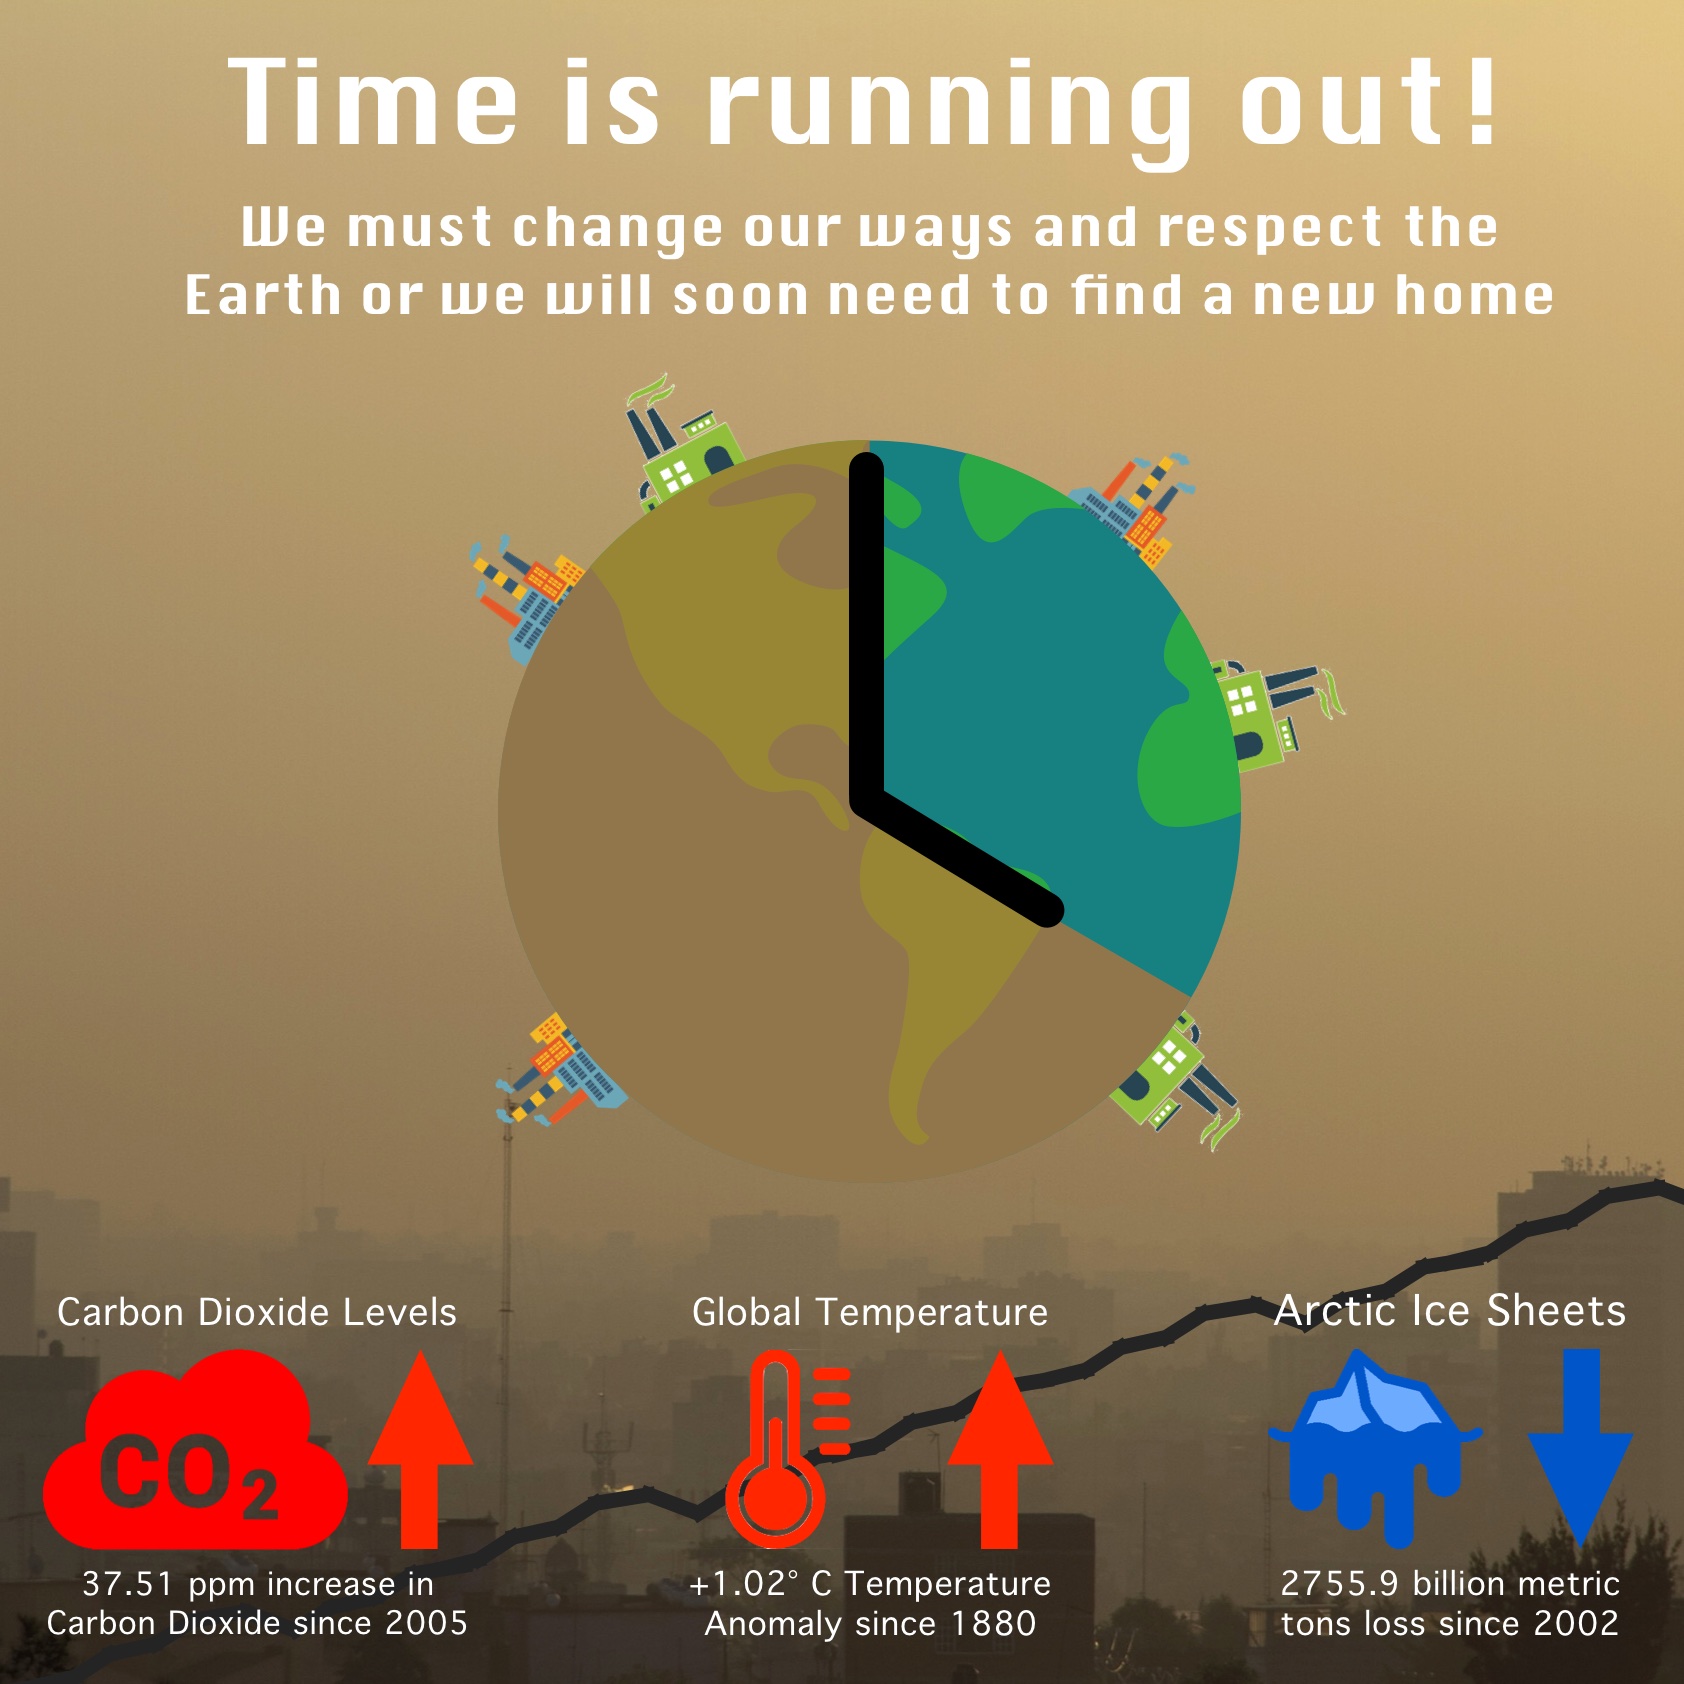 Time is running out!
We must change our ways and respect the
Earth or we will soon need to find a new home
Carbon Dioxide Levels
Global Temperature
Arctic Ice Sheets
CO₂
37.51 ppm increase in
Carbon Dioxide since 2005
+1.02° C Temperature
Anomaly since 1880
2755.9 billion metric
tons loss since 2002